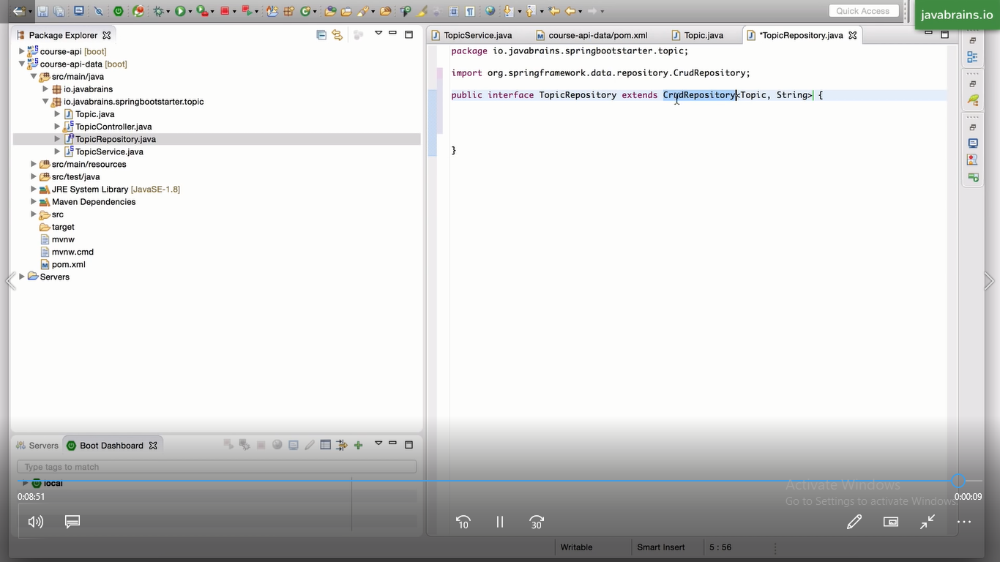 Quick Access
javabrains.io
Package Explorer
course-api [boot]
course-api-data [boot]
src/main/java
io.javabrains
io.javabrains.springbootstarter.topic
Topic.java
TopicController.java
TopicRepository.java
TopicService.java
src/main/resources
src/test/java
JRE System Library [JavaSE-1.8]
Maven Dependencies
src
target
mvnw
mvnw.cmd
pom.xml
Servers
TopicService.java
course-api-data/pom.xml
Topic.java
*TopicRepository.java
package io.javabrains.springbootstarter.topic;
import org.springframework.data.repository.CrudRepository;
public interface TopicRepository extends CrudRepository<Topic, String> {
}
Servers
Boot Dashboard
Type tags to match
local
Activate Windows
Go to Settings to activate Windows.
0:08:51
0:00:09
10
30
Writable
Smart Insert
5 : 56